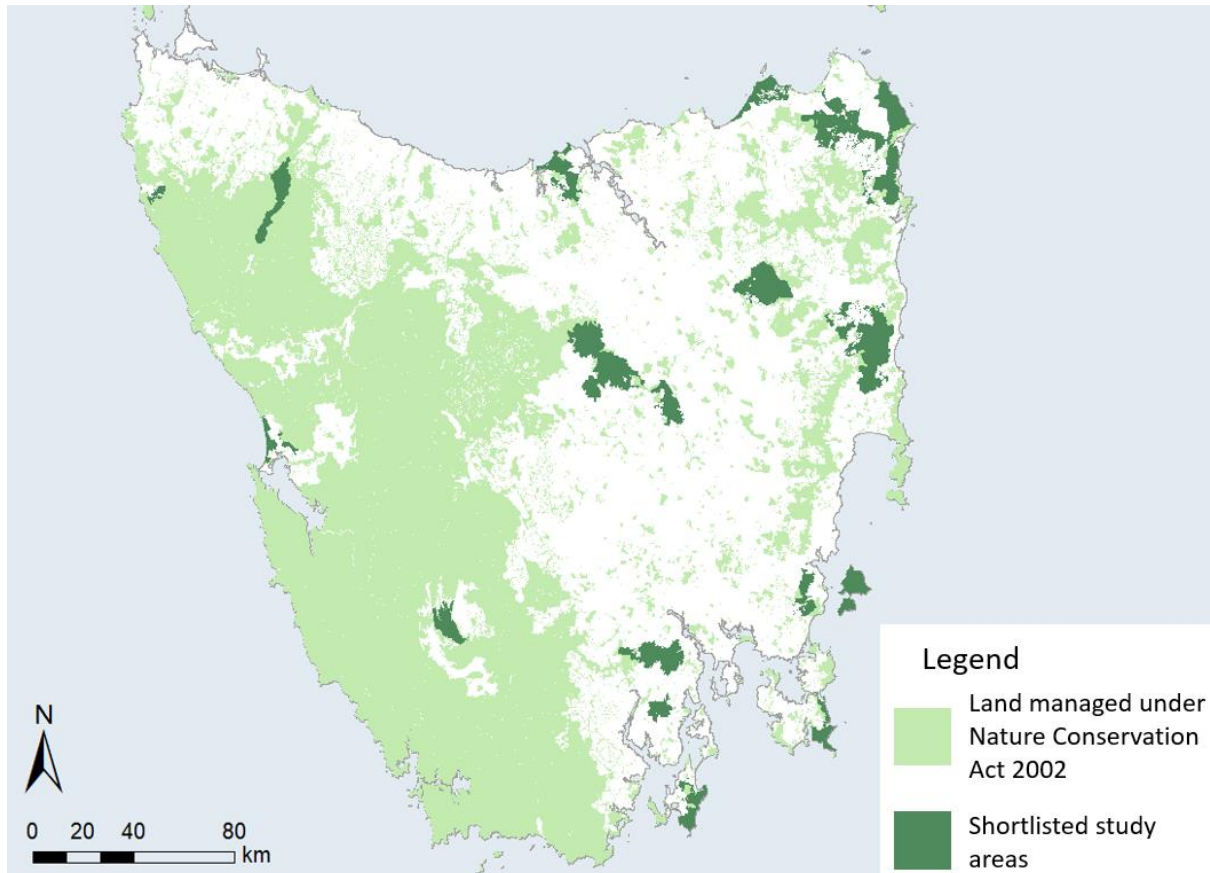 Legend
Land managed under
Nature Conservation
Act 2002
Shortlisted study
areas
N
0 20 40 80
km